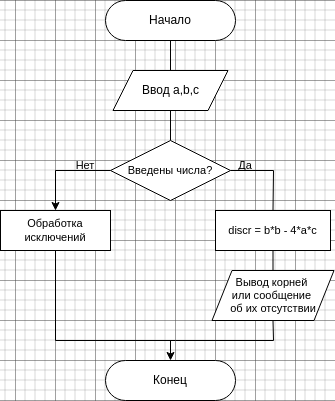 Начало
Ввод a,b,c
Введены числа?
Нет
Да
Обработка
исключений
discr = b*b - 4*a*c
Вывод корней
или сообщение
об их отсутствии
Конец